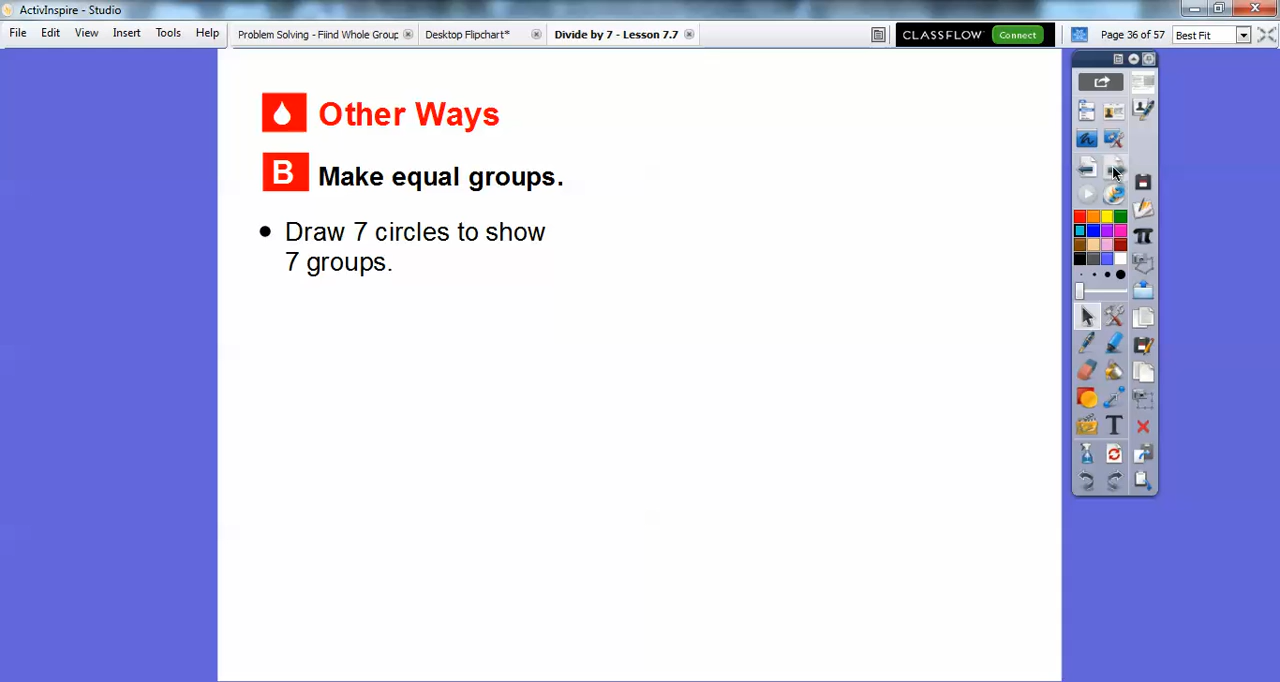 ActivInspire - Studio
File Edit View Insert Tools Help
Problem Solving - Fiind Whole Group
Desktop Flipchart*
Divide by 7 - Lesson 7.7
CLASSFLOW Connect
Page 36 of 57
Best Fit
Other Ways
B Make equal groups.
• Draw 7 circles to show
7 groups.
T